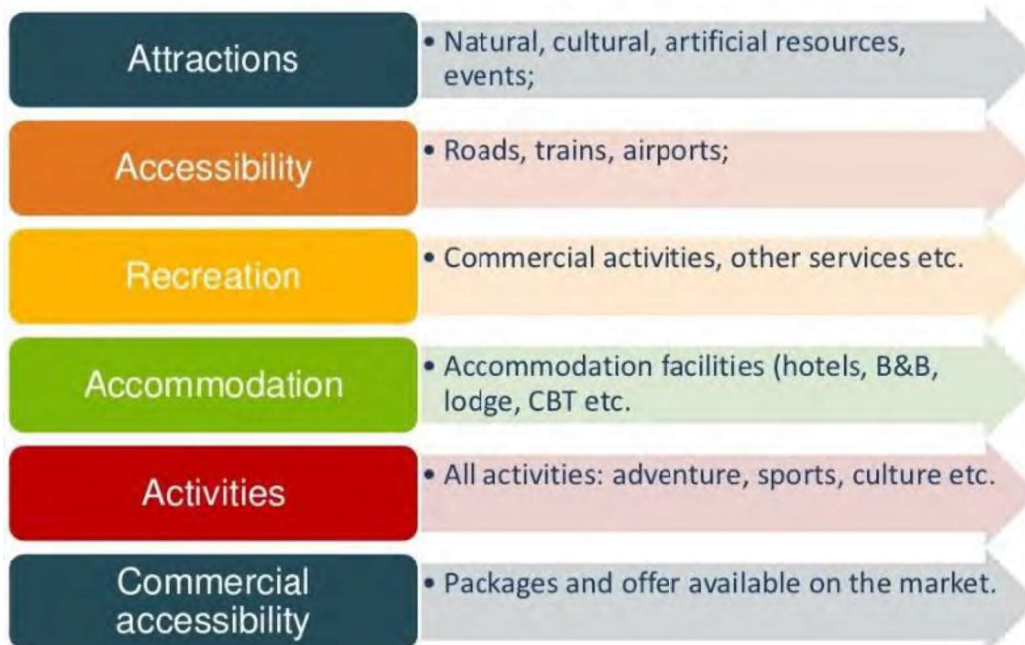 Attractions
• Natural, cultural, artificial resources,
events;
Accessibility
• Roads, trains, airports;
Recreation
• Commercial activities, other services etc.
Accommodation
• Accommodation facilities (hotels, B&B,
lodge, CBT etc.
Activities
• All activities: adventure, sports, culture etc.
Commercial
accessibility
• Packages and offer available on the market.